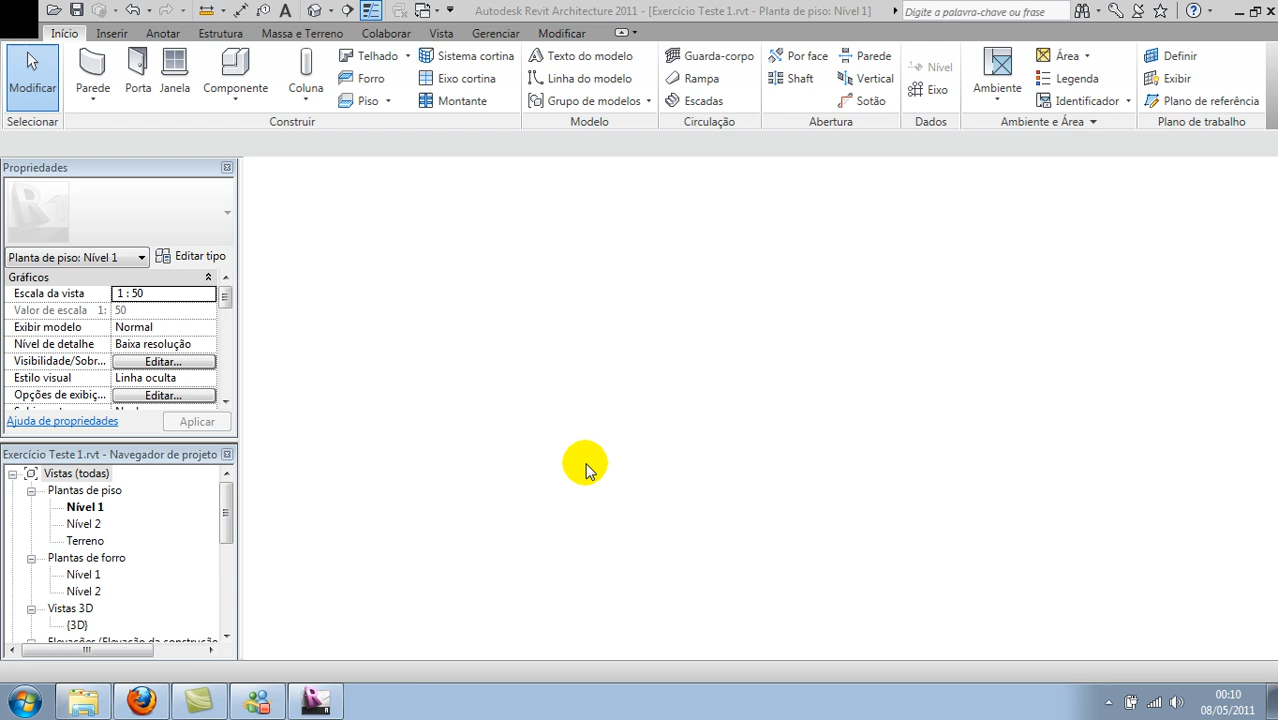 Autodesk Revit Architecture 2011 - [Exercício Teste 1.rvt - Planta de piso: Nível 1]
Digite a palavra-chave ou frase
Início Inserir Anotar Estrutura Massa e Terreno Colaborar Vista Gerenciar Modificar
Modificar
Parede
Porta
Janela
Componente
Coluna
Telhado
Forro
Piso
Sistema cortina
Eixo cortina
Montante
Texto do modelo
Linha do modelo
Grupo de modelos
Guarda-corpo
Rampa
Escadas
Por face
Shaft
Parede
Vertical
Sotão
Nível
Eixo
Ambiente
Área
Legenda
Identificador
Definir
Exibir
Plano de referência
Selecionar Construir Modelo Circulação Abertura Dados Ambiente e Área Plano de trabalho
Propriedades
Planta de piso: Nível 1 Editar tipo
Gráficos
Escala da vista 1 : 50
Valor de escala 1: 50
Exibir modelo Normal
Nível de detalhe Baixa resolução
Visibilidade/Sobr... Editar...
Estilo visual Linha oculta
Opções de exibiç... Editar...
Ajuda de propriedades Aplicar
Exercício Teste 1.rvt - Navegador de projeto
Vistas (todas)
Plantas de piso
Nível 1
Nível 2
Terreno
Plantas de forro
Nível 1
Nível 2
Vistas 3D
{3D}
Elevações (Elevação da construção
00:10
08/05/2011